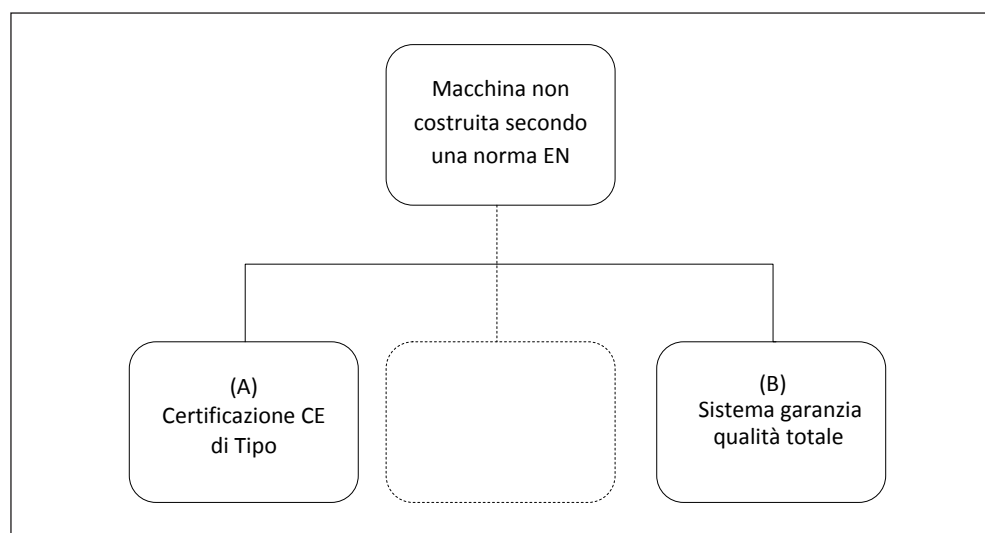 Macchina non
costruita secondo
una norma EN
(A)
Certificazione CE
di Tipo
(B)
Sistema garanzia
qualità totale